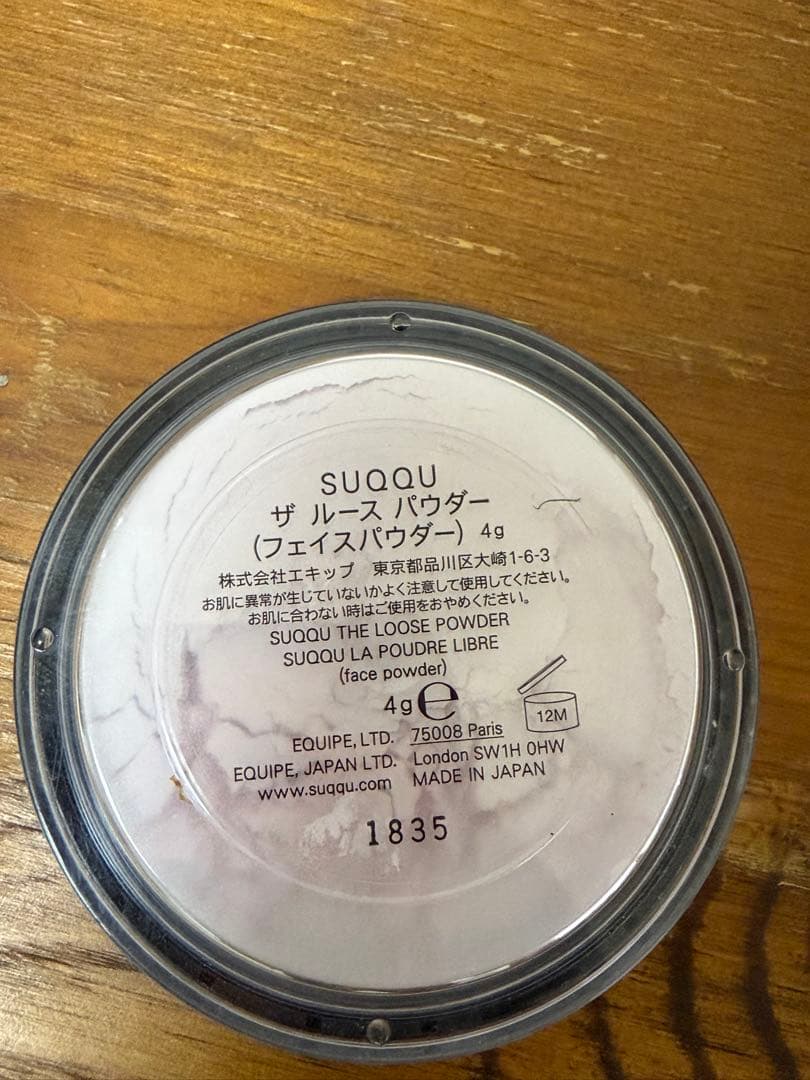 SUQQU
ザ ルース パウダー
(フェイスパウダー) 4g
株式会社エキップ 東京都品川区大崎1-6-3
お肌に異常が生じていないかよく注意して使用してください。
お肌に合わない時はご使用をおやめください。
SUQQU THE LOOSE POWDER
SUQQU LA POUDRE LIBRE
(face powder)
4g℮
12M
EQUIPE, LTD. 75008 Paris
EQUIPE, JAPAN LTD. London SW1H 0HW
www.suqqu.com MADE IN JAPAN
1835